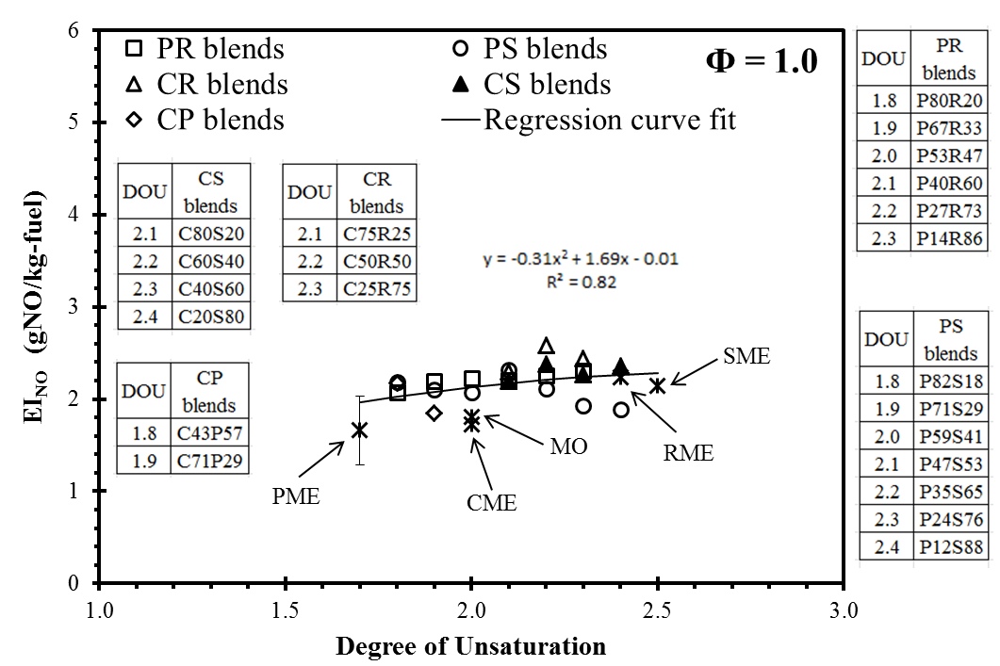 6
5
4
3
2
1
0
1.0
1.5
2.0
2.5
3.0
EI_NO (gNO/kg-fuel)
Degree of Unsaturation
PR blends
PS blends
CR blends
CS blends
CP blends
Regression curve fit
Φ = 1.0
DOU CS blends
2.1 C80S20
2.2 C60S40
2.3 C40S60
2.4 C20S80
DOU CR blends
2.1 C75R25
2.2 C50R50
2.3 C25R75
DOU CP blends
1.8 C43P57
1.9 C71P29
y = -0.31x² + 1.69x - 0.01
R² = 0.82
PME
CME
MO
RME
SME
DOU PR blends
1.8 P80R20
1.9 P67R33
2.0 P53R47
2.1 P40R60
2.2 P27R73
2.3 P14R86
DOU PS blends
1.8 P82S18
1.9 P71S29
2.0 P59S41
2.1 P47S53
2.2 P35S65
2.3 P24S76
2.4 P12S88